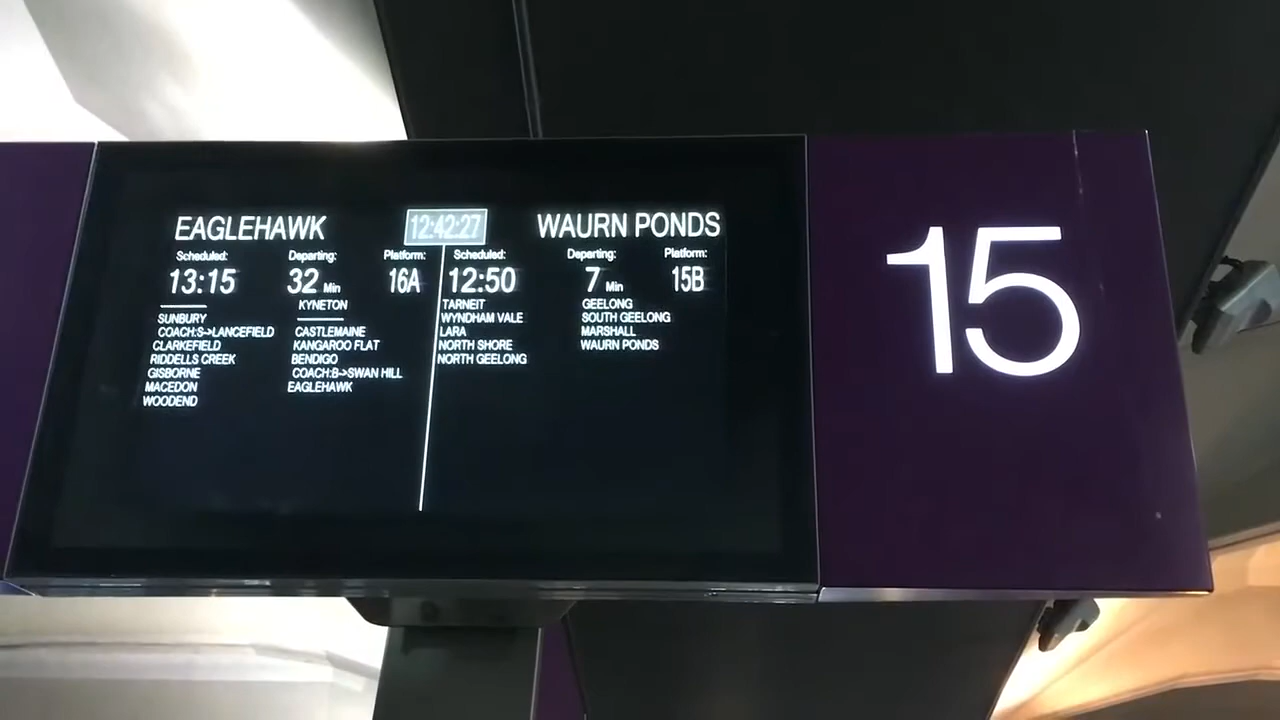 EAGLEHAWK
12:42:27
WAURN PONDS
15
Scheduled:
Departing:
Platform:
13:15
32 Min
16A
SUNBURY
COACH:S->LANCEFIELD
CLARKEFIELD
RIDDELLS CREEK
GISBORNE
MACEDON
WOODEND
KYNETON
CASTLEMAINE
KANGAROO FLAT
BENDIGO
COACH:B->SWAN HILL
EAGLEHAWK
Scheduled:
Departing:
Platform:
12:50
7 Min
15B
TARNEIT
WYNDHAM VALE
LARA
NORTH SHORE
NORTH GEELONG
GEELONG
SOUTH GEELONG
MARSHALL
WAURN PONDS